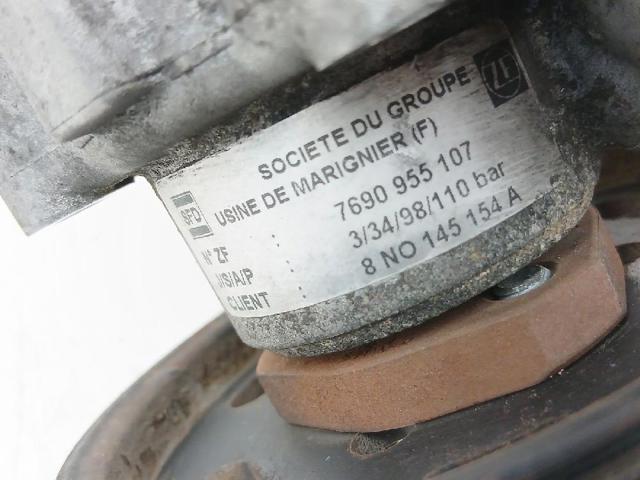 SOCIETE DU GROUPE ZF
SFD USINE DE MARIGNIER (F)
N° ZF : 7690 955 107
J/S/A/P : 3/34/98/110 bar
CLIENT : 8 NO 145 154 A